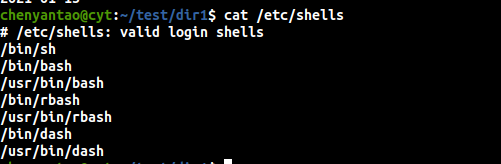 chenyantao@cyt:~/test/dir1$ cat /etc/shells
# /etc/shells: valid login shells
/bin/sh
/bin/bash
/usr/bin/bash
/bin/rbash
/usr/bin/rbash
/bin/dash
/usr/bin/dash